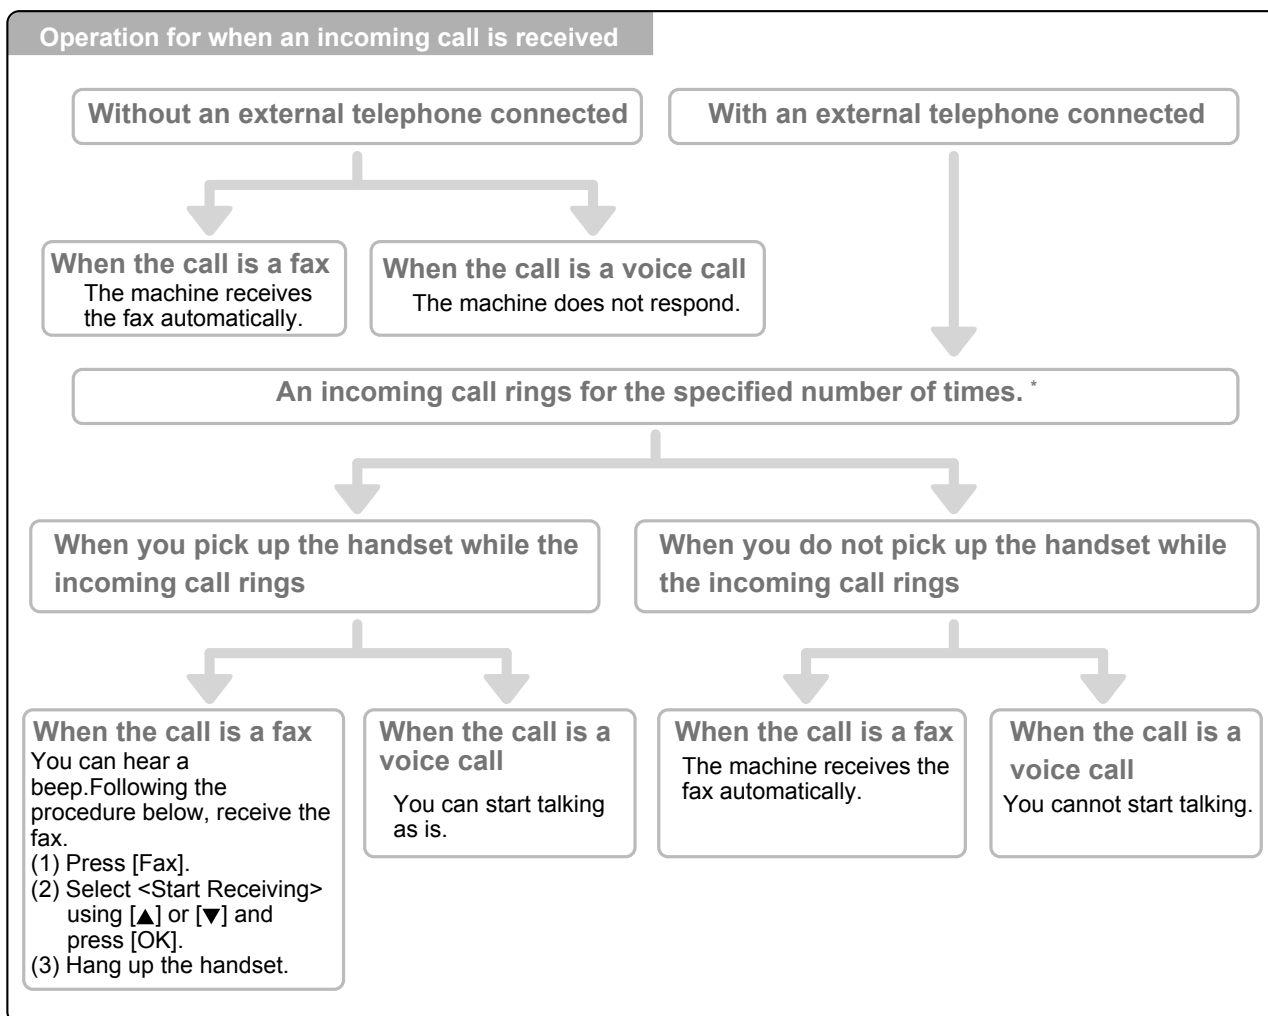 Operation for when an incoming call is received
Without an external telephone connected
With an external telephone connected
When the call is a fax
The machine receives
the fax automatically.
When the call is a voice call
The machine does not respond.
An incoming call rings for the specified number of times. *
When you pick up the handset while the
incoming call rings
When you do not pick up the handset while
the incoming call rings
When the call is a fax
You can hear a
beep.Following the
procedure below, receive the
fax.
(1) Press [Fax].
(2) Select <Start Receiving>
using [▲] or [▼] and
press [OK].
(3) Hang up the handset.
When the call is a
voice call
You can start talking
as is.
When the call is a fax
The machine receives the
fax automatically.
When the call is a
voice call
You cannot start talking.